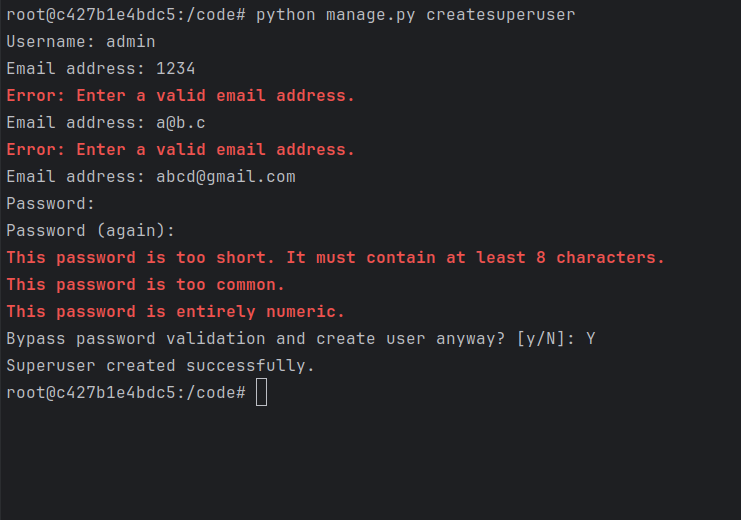 root@c427b1e4bdc5:/code# python manage.py createsuperuser
Username: admin
Email address: 1234
Error: Enter a valid email address.
Email address: a@b.c
Error: Enter a valid email address.
Email address: abcd@gmail.com
Password:
Password (again):
This password is too short. It must contain at least 8 characters.
This password is too common.
This password is entirely numeric.
Bypass password validation and create user anyway? [y/N]: Y
Superuser created successfully.
root@c427b1e4bdc5:/code#